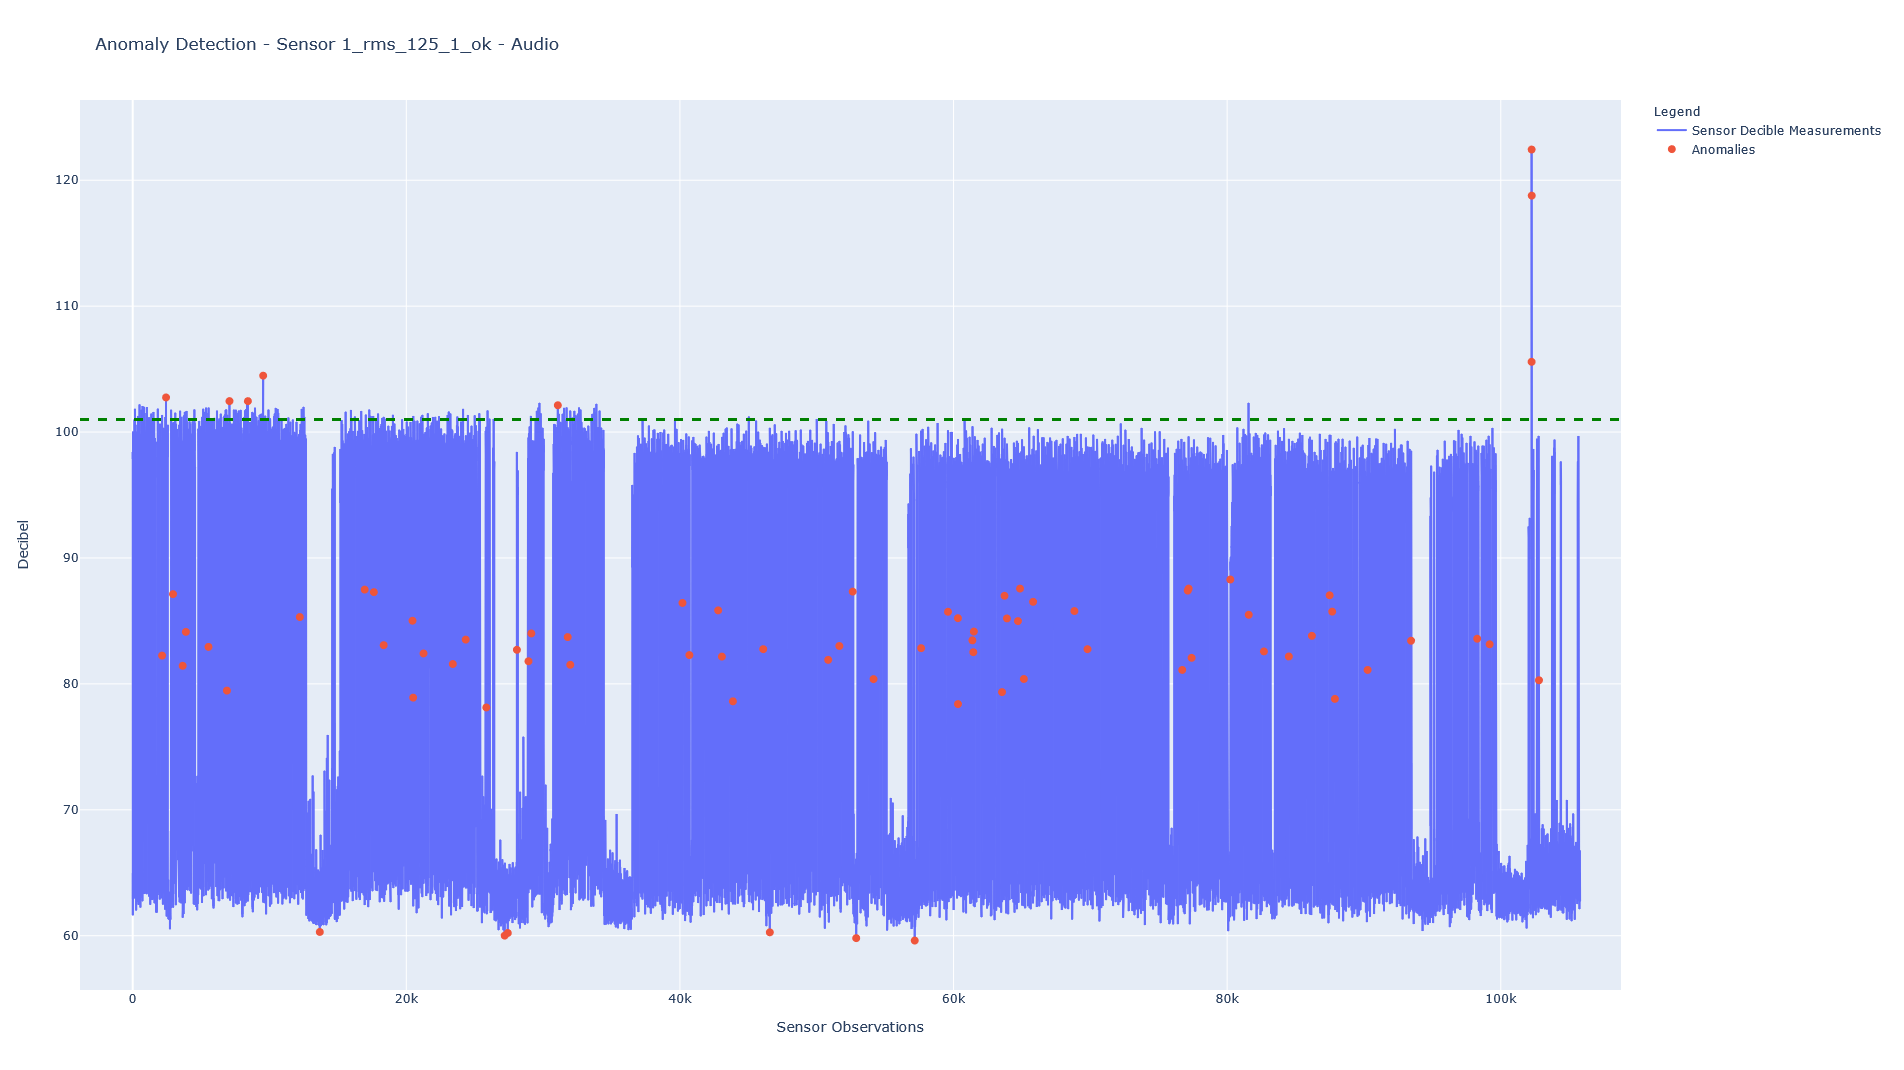 Anomaly Detection - Sensor 1_rms_125_1_ok - Audio
Legend
Sensor Decible Measurements
Anomalies
120
110
100
90
80
70
60
Decibel
0
20k
40k
60k
80k
100k
Sensor Observations